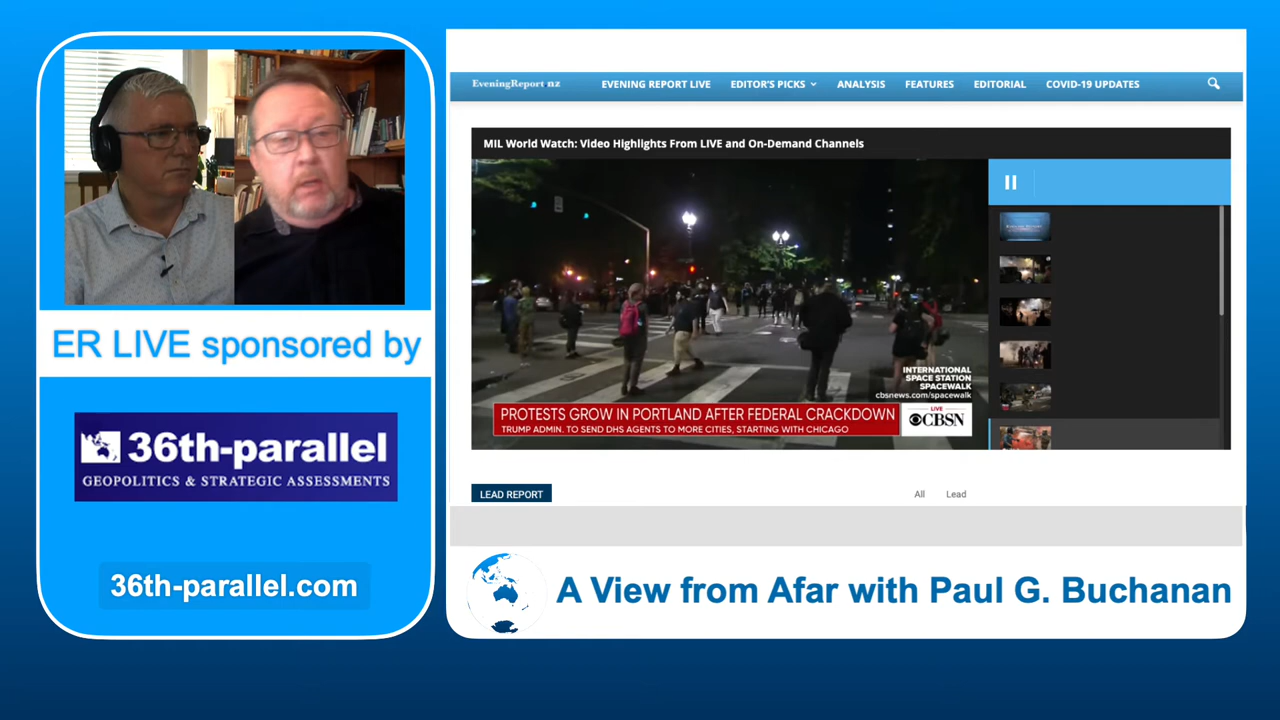 ER LIVE sponsored by
36th-parallel
GEOPOLITICS & STRATEGIC ASSESSMENTS
36th-parallel.com
EveningReport nz
EVENING REPORT LIVE
EDITOR'S PICKS
ANALYSIS
FEATURES
EDITORIAL
COVID-19 UPDATES
MIL World Watch: Video Highlights From LIVE and On-Demand Channels
INTERNATIONAL
SPACE STATION
SPACEWALK
cbsnews.com/spacewalk
PROTESTS GROW IN PORTLAND AFTER FEDERAL CRACKDOWN
TRUMP ADMIN. TO SEND DHS AGENTS TO MORE CITIES, STARTING WITH CHICAGO
LIVE
CBSN
LEAD REPORT
All
Lead
A View from Afar with Paul G. Buchanan